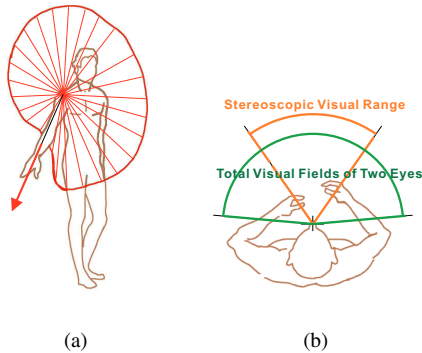 Stereoscopic Visual Range
Total Visual Fields of Two Eyes
(a)
(b)